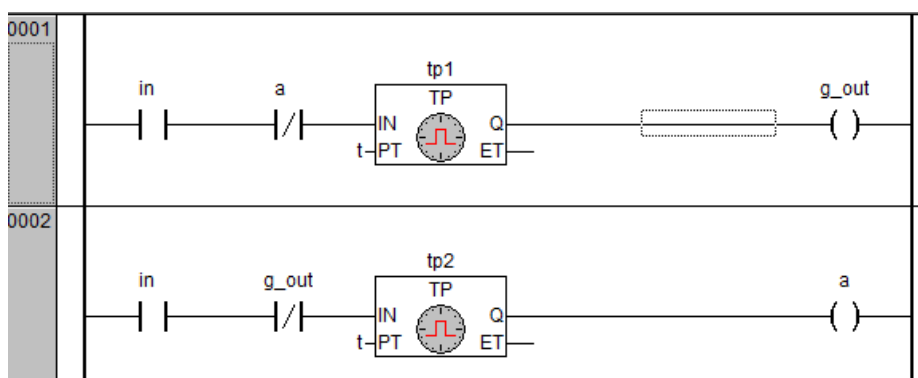 0001
in a tp1 g_out
TP
IN Q
t PT ET
0002
in g_out tp2 a
TP
IN Q
t PT ET